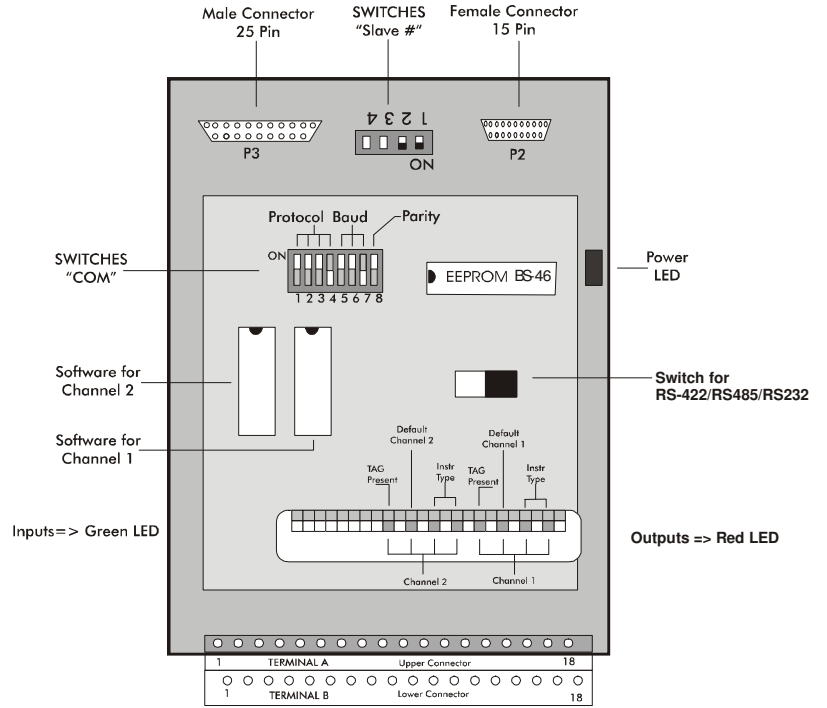 Male Connector
25 Pin
SWITCHES
“Slave #“
Female Connector
15 Pin
4 3 2 1
ON
P3
P2
Protocol Baud
Parity
ON
1 2 3 4 5 6 7 8
SWITCHES
“COM”
EEPROM BS-46
Power
LED
Software for
Channel 2
Switch for
RS-422/RS485/RS232
Software for
Channel 1
Default
Channel 2
Default
Channel 1
TAG
Present
Instr
Type
TAG
Present
Instr
Type
Inputs=> Green LED
Outputs => Red LED
Channel 2
Channel 1
1 TERMINAL A Upper Connector 18
1 TERMINAL B Lower Connector 18